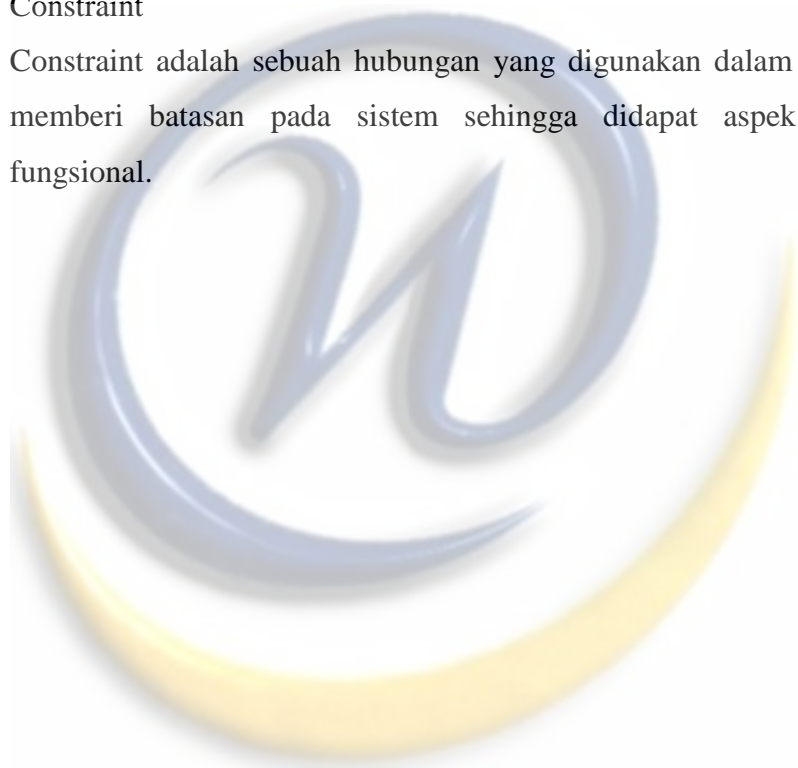 Constraint
Constraint adalah sebuah hubungan yang digunakan dalam
memberi batasan pada sistem sehingga didapat aspek
fungsional.